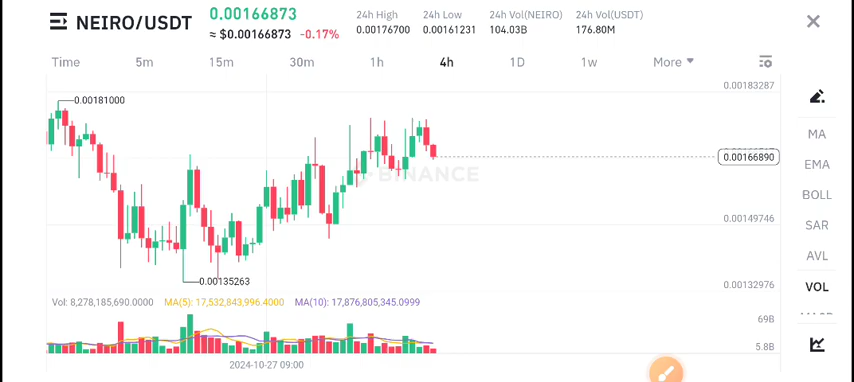 NEIRO/USDT
0.00166873
≈ $0.00166873 -0.17%
24h High
0.00176700
24h Low
0.00161231
24h Vol(NEIRO)
104.03B
24h Vol(USDT)
176.80M
Time 5m 15m 30m 1h 4h 1D 1w More
0.00183287
0.00181000
0.00166890
BINANCE
0.00149746
0.00135263
0.00132976
Vol: 8,278,185,690.0000 MA(5): 17,532,843,996.4000 MA(10): 17,876,805,345.0999
69B
5.8B
2024-10-27 09:00
MA
EMA
BOLL
SAR
AVL
VOL